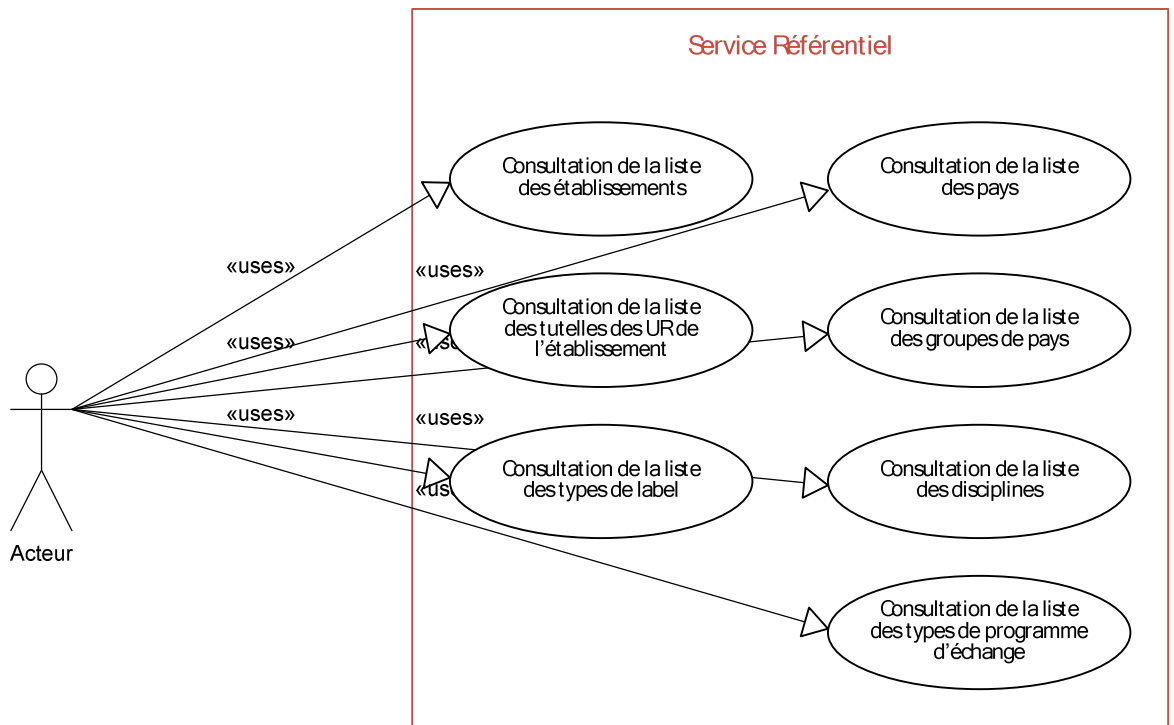 Service Référentiel
Consultation de la liste
des établissements
Consultation de la liste
des pays
«uses»
«uses»
Consultation de la liste
des tutelles des UR de
l'établissement
Consultation de la liste
des groupes de pays
«uses»
«uses»
«uses»
Consultation de la liste
des types de label
Consultation de la liste
des disciplines
Acteur
Consultation de la liste
des types de programme
d'échange